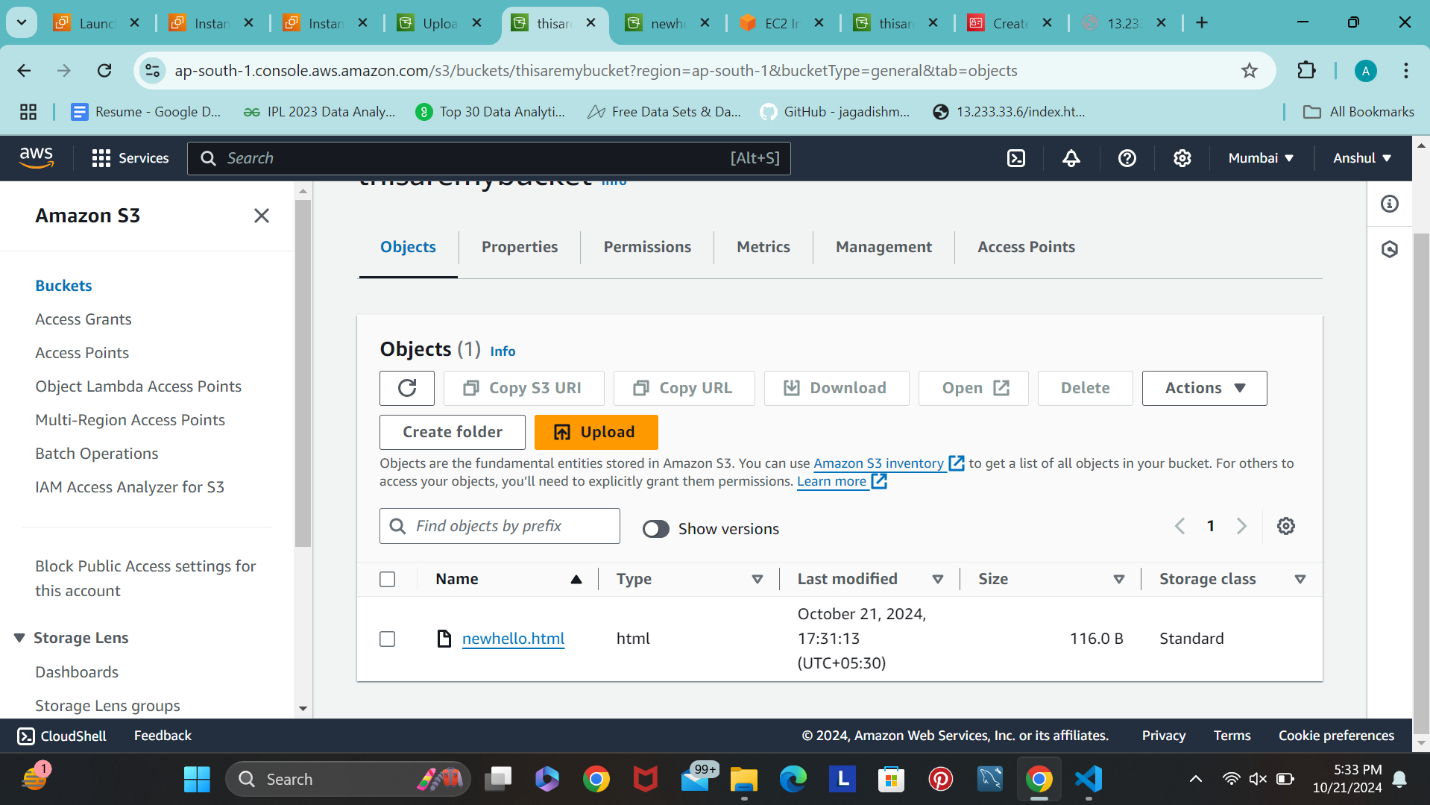 Launc
Instan
Instan
Uploa
thisar
newh
EC2 In
thisar
Create
13.23
ap-south-1.console.aws.amazon.com/s3/buckets/thisaremybucket?region=ap-south-1&bucketType=general&tab=objects
A
Resume - Google D...
IPL 2023 Data Analy...
Top 30 Data Analyti...
Free Data Sets & Da...
GitHub - jagadishm...
13.233.33.6/index.ht...
All Bookmarks
aws
Services
Search
[Alt+S]
Mumbai
Anshul
Amazon S3
Buckets
Access Grants
Access Points
Object Lambda Access Points
Multi-Region Access Points
Batch Operations
IAM Access Analyzer for S3
Block Public Access settings for
this account
Storage Lens
Dashboards
Storage Lens groups
thisaremybucket Info
Objects
Properties
Permissions
Metrics
Management
Access Points
Objects (1) Info
Copy S3 URI
Copy URL
Download
Open
Delete
Actions
Create folder
Upload
Objects are the fundamental entities stored in Amazon S3. You can use Amazon S3 inventory to get a list of all objects in your bucket. For others to
access your objects, you'll need to explicitly grant them permissions. Learn more
Find objects by prefix
Show versions
1
Name
Type
Last modified
Size
Storage class
newhello.html
html
October 21, 2024,
17:31:13
(UTC+05:30)
116.0 B
Standard
CloudShell
Feedback
© 2024, Amazon Web Services, Inc. or its affiliates.
Privacy
Terms
Cookie preferences
1
Search
99+
L
5:33 PM
10/21/2024